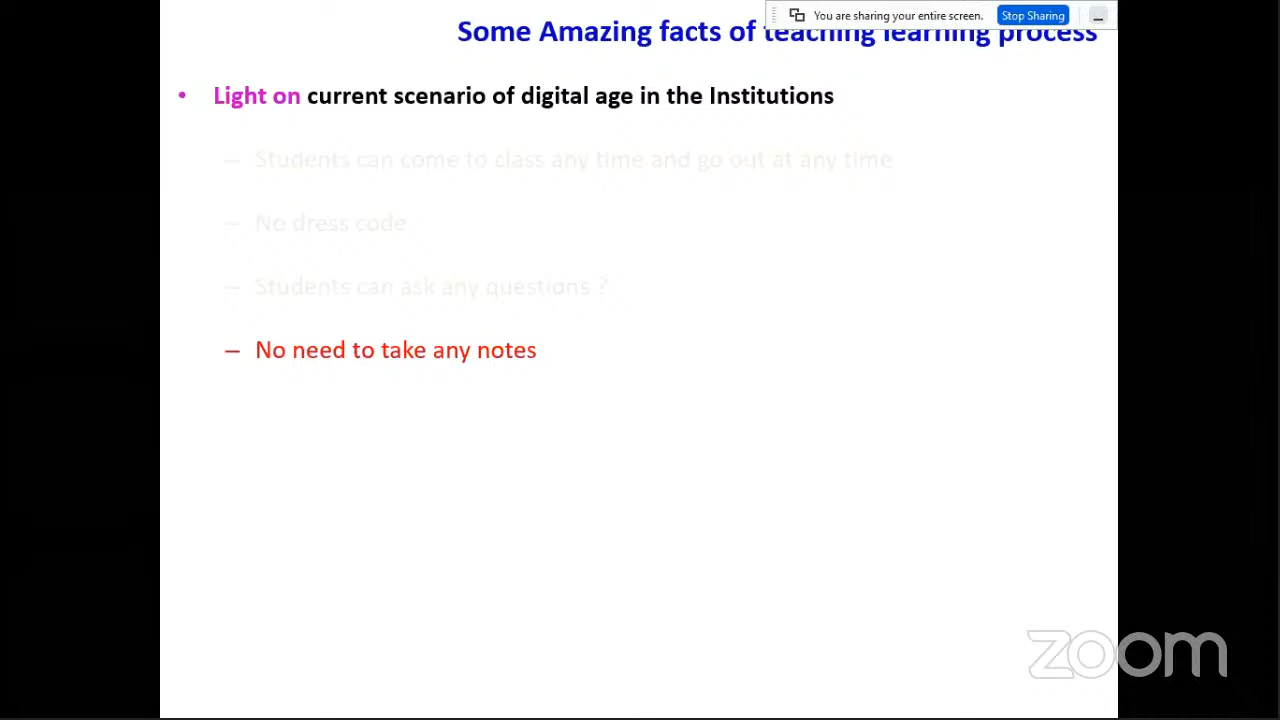 You are sharing your entire screen. Stop Sharing
Some Amazing facts of teaching learning process
• Light on current scenario of digital age in the Institutions
– Students can come to class any time and go out at any time
– No dress code
– Students can ask any questions ?
– No need to take any notes
zoom